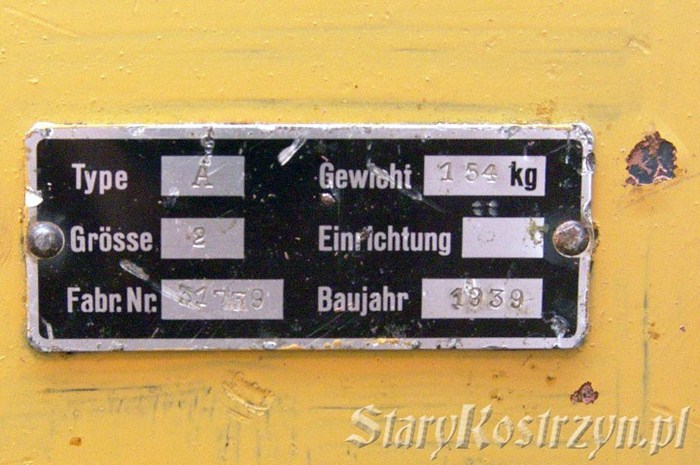 Type A Gewicht 154 kg
Grösse 2 Einrichtung
Fabr. Nr. Baujahr 1939
StaryKostrzyn.pl